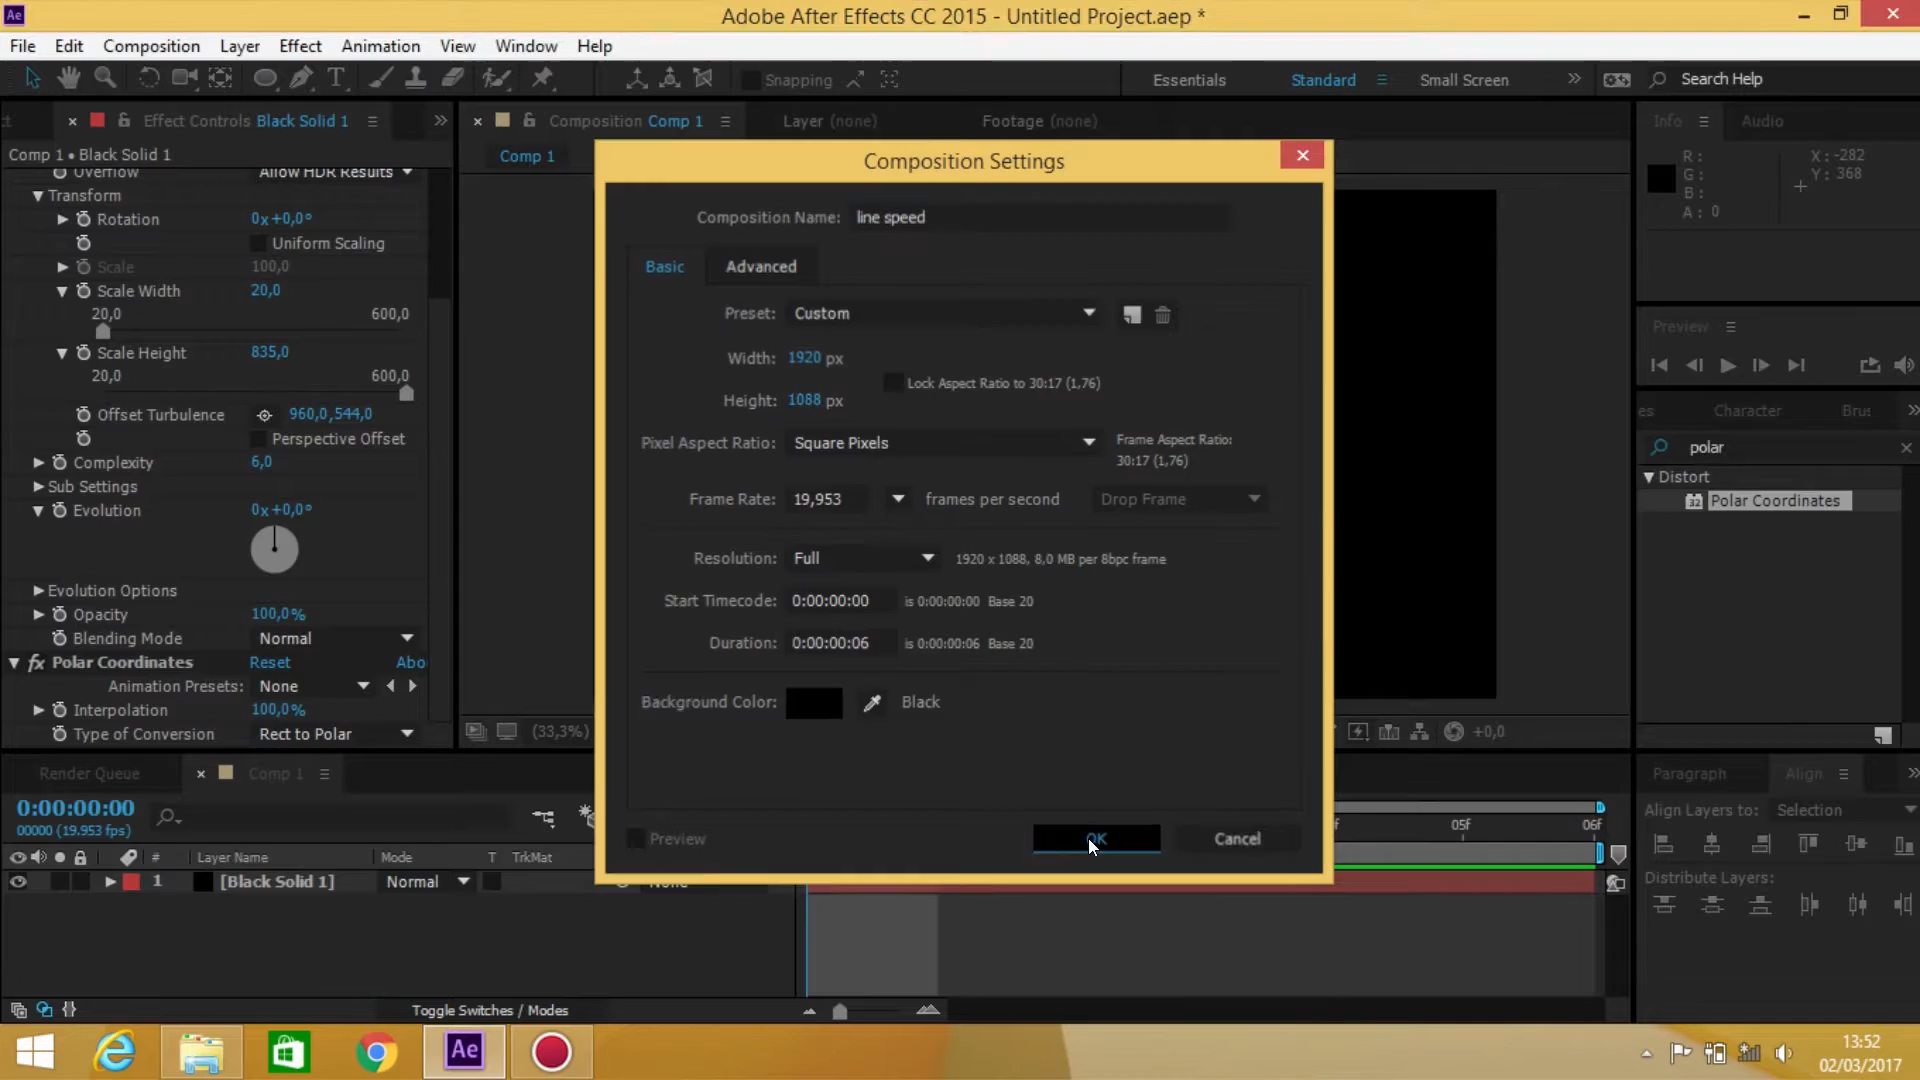 Ae
Adobe After Effects CC 2015 - Untitled Project.aep *
File Edit Composition Layer Effect Animation View Window Help
Snapping
Essentials Standard Small Screen
Search Help
Effect Controls Black Solid 1
Composition Comp 1
Layer (none)
Footage (none)
Info
Audio
Comp 1 • Black Solid 1
Comp 1
R:
G:
B:
A: 0
X: -282
Y: 368
Overflow Allow HDR Results
Transform
Rotation 0x+0,0°
Uniform Scaling
Scale 100,0
Scale Width 20,0
20,0 600,0
Scale Height 835,0
20,0 600,0
Offset Turbulence 960,0,544,0
Perspective Offset
Complexity 6,0
Sub Settings
Evolution 0x+0,0°
Evolution Options
Opacity 100,0%
Blending Mode Normal
fx Polar Coordinates Reset Abo
Animation Presets: None
Interpolation 100,0%
Type of Conversion Rect to Polar
Composition Settings
Composition Name: line speed
Basic Advanced
Preset: Custom
Width: 1920 px
Lock Aspect Ratio to 30:17 (1,76)
Height: 1088 px
Pixel Aspect Ratio: Square Pixels
Frame Aspect Ratio:
30:17 (1,76)
Frame Rate: 19,953 frames per second Drop Frame
Resolution: Full 1920 x 1088, 8,0 MB per 8bpc frame
Start Timecode: 0:00:00:00 is 0:00:00:00 Base 20
Duration: 0:00:00:06 is 0:00:00:06 Base 20
Background Color: Black
Preview
OK
Cancel
(33,3%)
+0,0
Preview
es Character Brus
polar
Distort
32 Polar Coordinates
Paragraph Align
Align Layers to: Selection
Distribute Layers:
Render Queue
Comp 1
0:00:00:00
00000 (19.953 fps)
# Layer Name Mode T TrkMat
1 [Black Solid 1] Normal None
f 05f 06f
Toggle Switches / Modes
Ae
13:52
02/03/2017